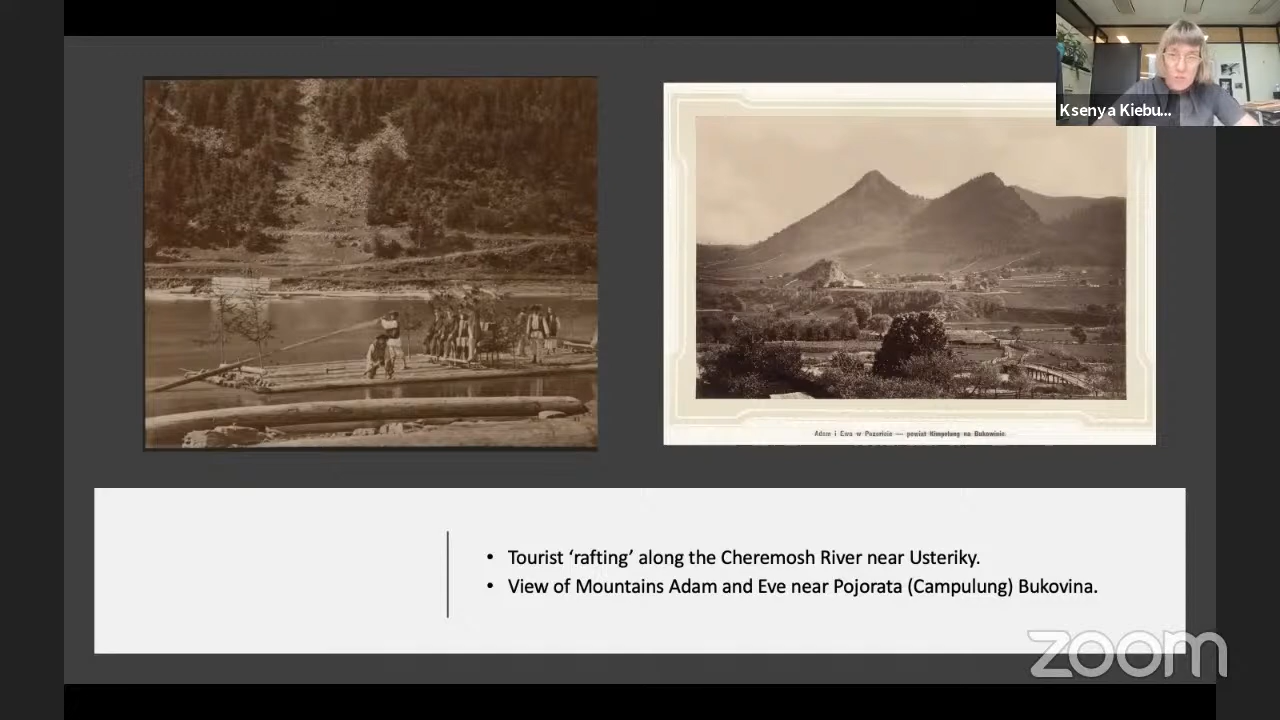 Ksenya Kiebu...
Adam i Ewa w Pozoricie — powiat Kimpolung na Bukowinie.
• Tourist ‘rafting’ along the Cheremosh River near Usteriky.
• View of Mountains Adam and Eve near Pojorata (Campulung) Bukovina.
zoom